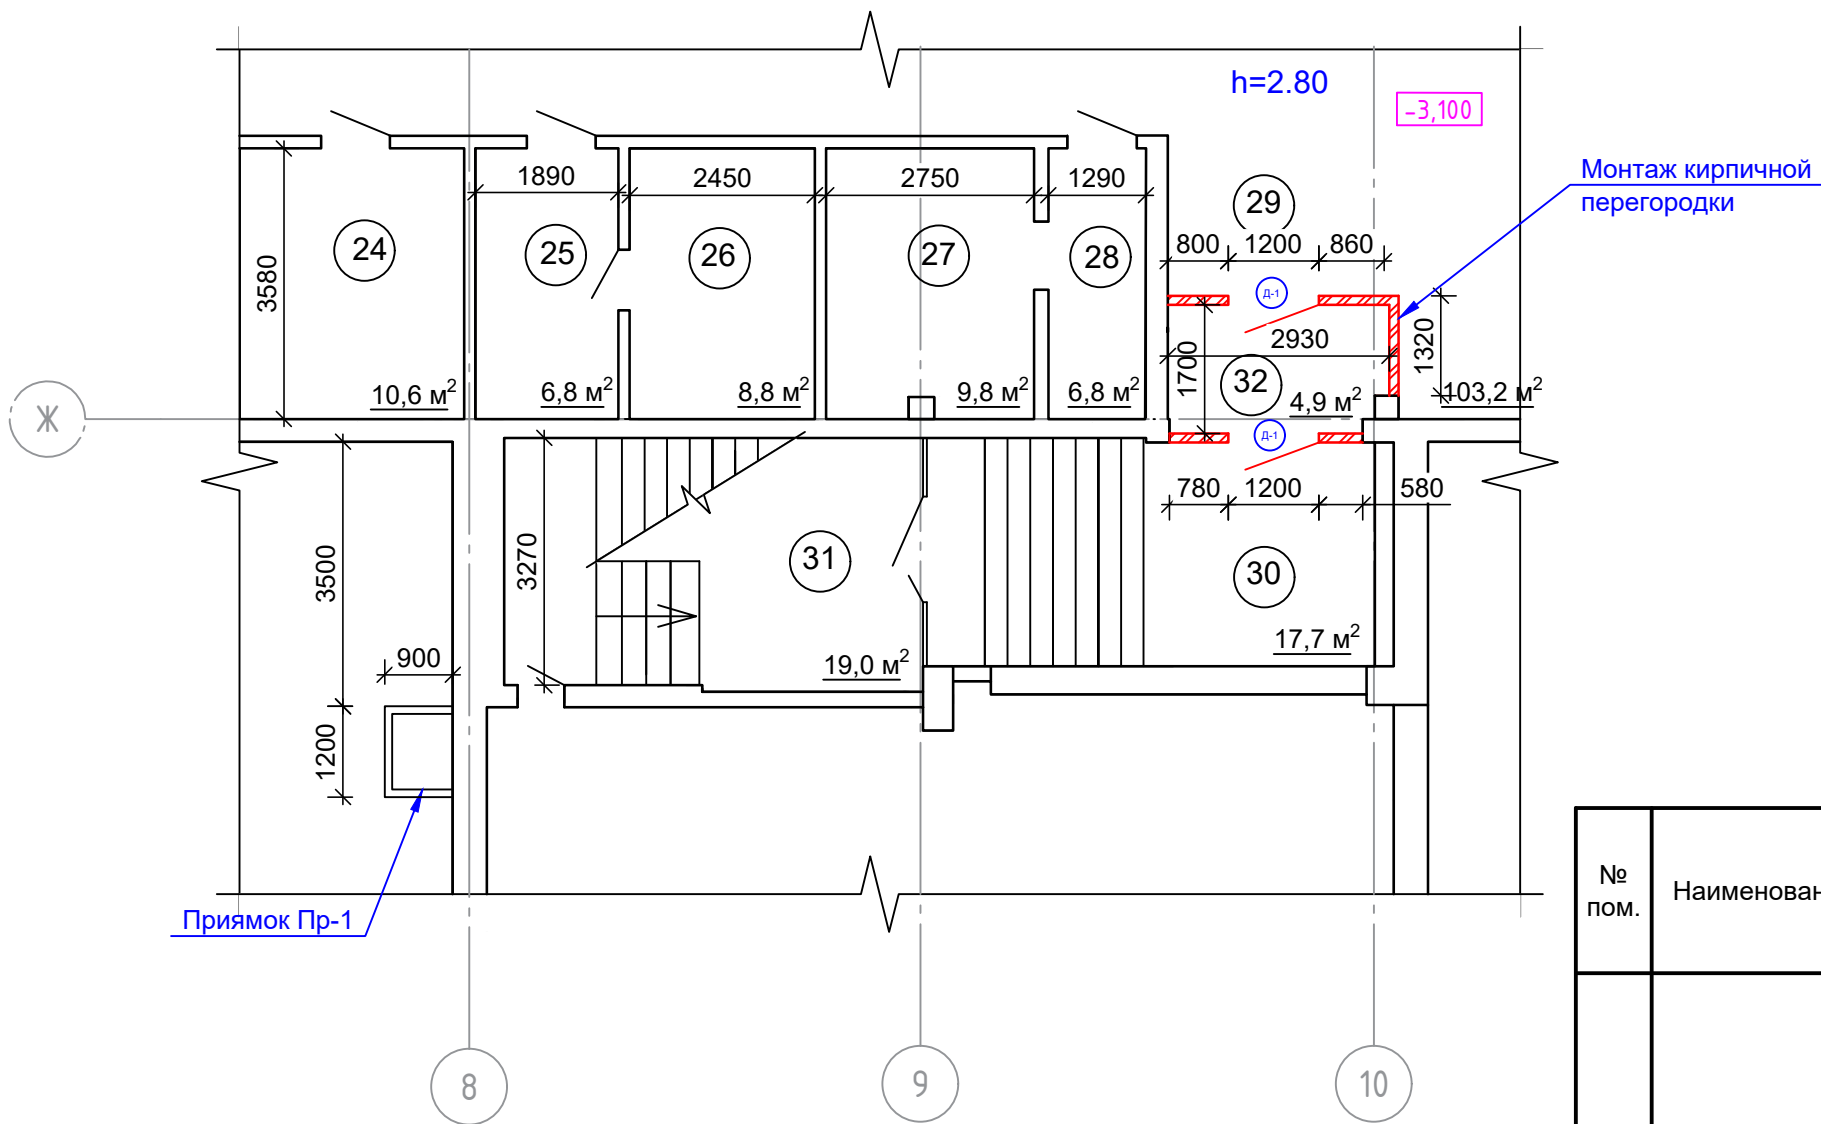 h=2.80
-3,100
Монтаж кирпичной
перегородки
1890
2450
2750
1290
29
24
25
26
27
28
800
1200
860
3580
Д-1
2930
1320
1700
32
10,6 м²
6,8 м²
8,8 м²
9,8 м²
6,8 м²
4,9 м²
103,2 м²
Ж
Д-1
780
1200
580
3500
3270
31
30
17,7 м²
900
19,0 м²
1200
№
пом.
Наименован
Приямок Пр-1
8
9
10